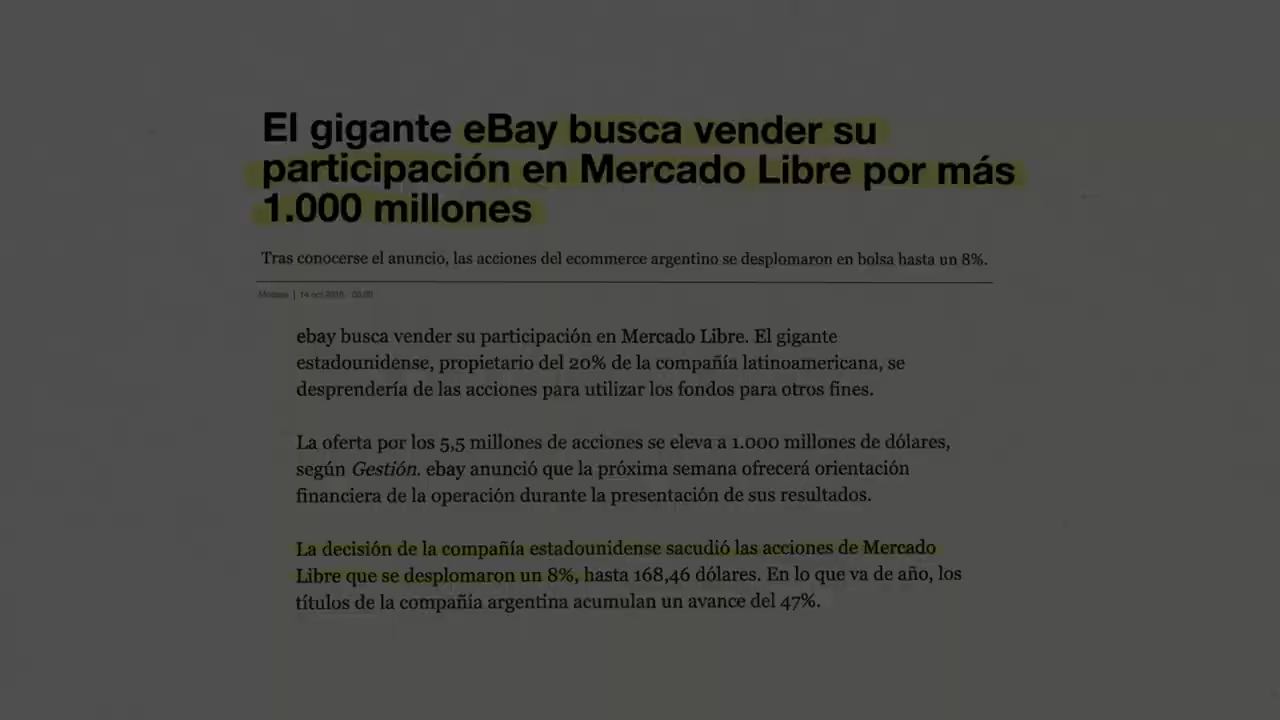 El gigante eBay busca vender su
participación en Mercado Libre por más
1.000 millones
Tras conocerse el anuncio, las acciones del ecommerce argentino se desplomaron en bolsa hasta un 8%.
14 oct 2016
ebay busca vender su participación en Mercado Libre. El gigante
estadounidense, propietario del 20% de la compañía latinoamericana, se
desprendería de las acciones para utilizar los fondos para otros fines.
La oferta por los 5,5 millones de acciones se eleva a 1.000 millones de dólares,
según Gestión. ebay anunció que la próxima semana ofrecerá orientación
financiera de la operación durante la presentación de sus resultados.
La decisión de la compañía estadounidense sacudió las acciones de Mercado
Libre que se desplomaron un 8%, hasta 168,46 dólares. En lo que va de año, los
títulos de la compañía argentina acumulan un avance del 47%.